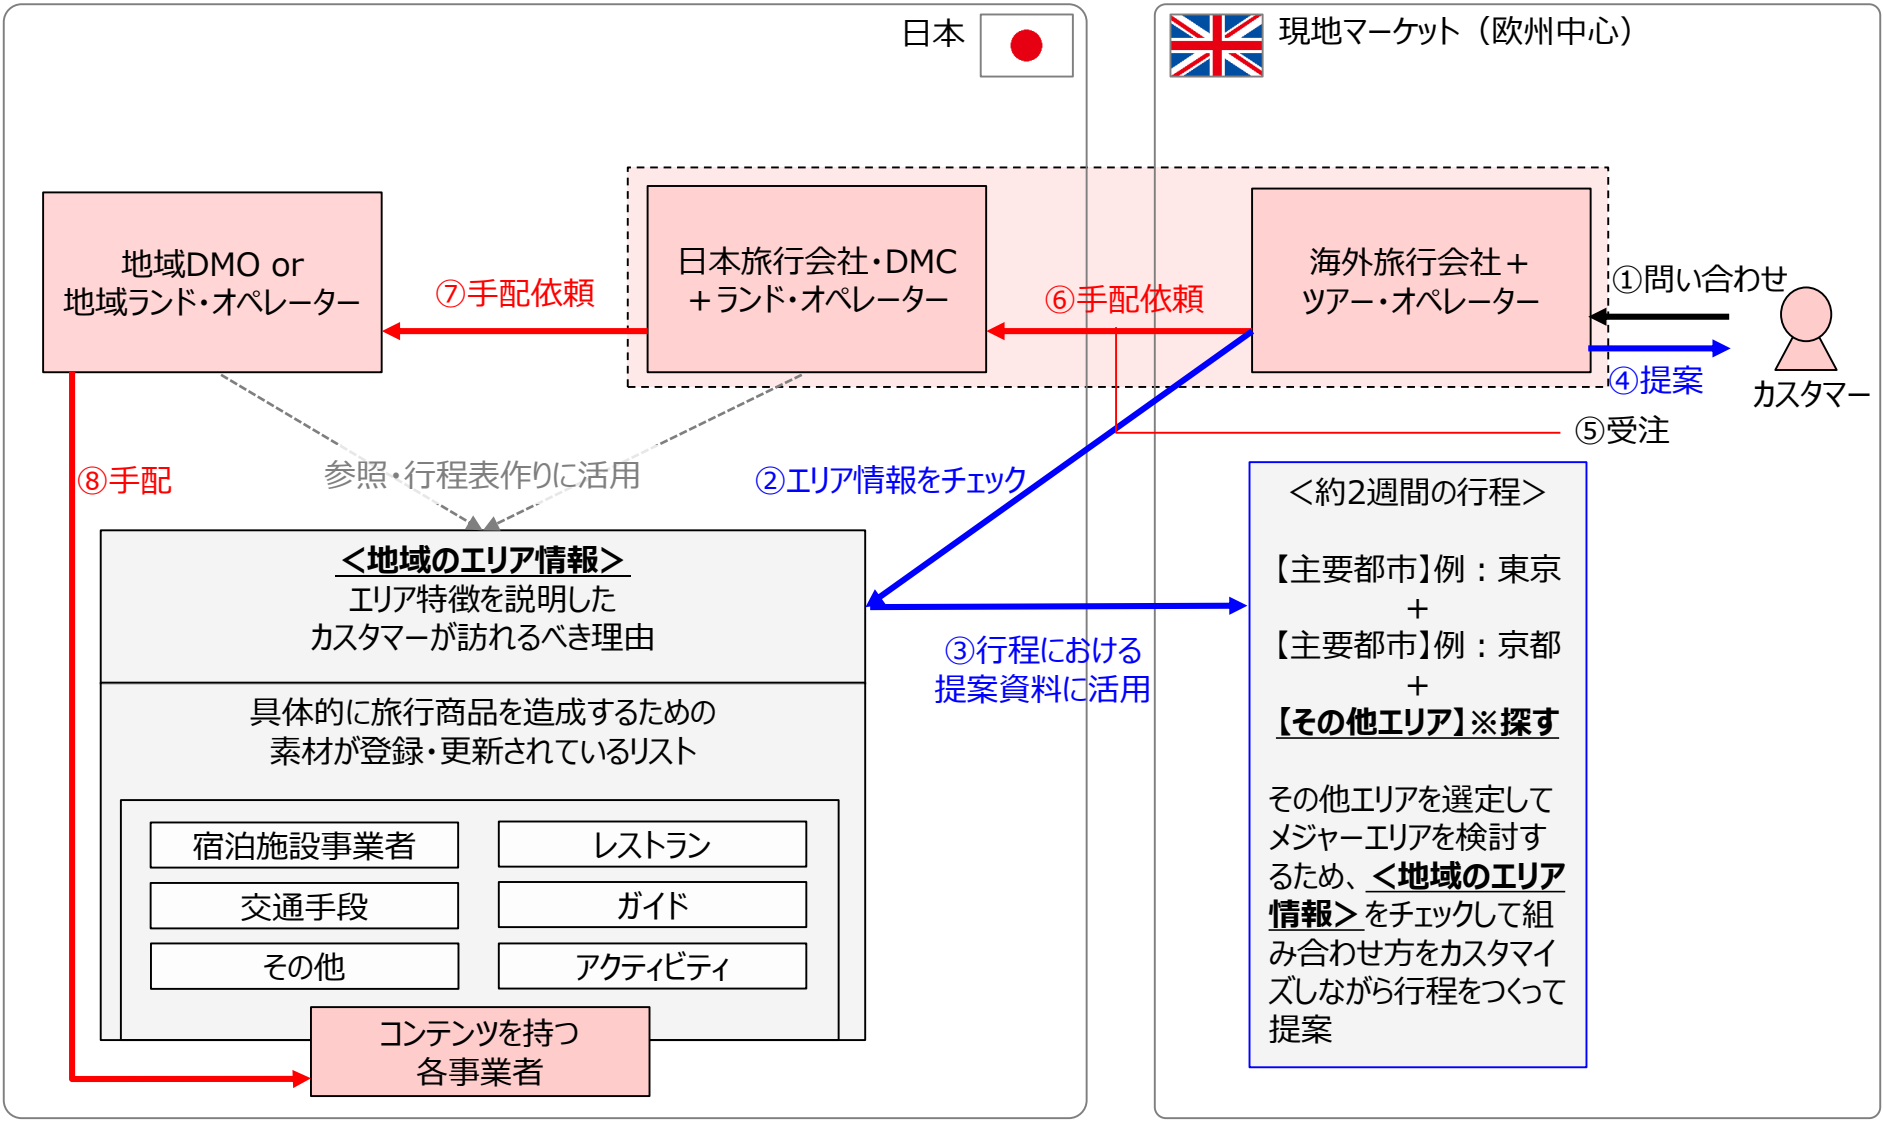 日本
現地マーケット（欧州中心）
地域DMO or
地域ランド・オペレーター
⑦手配依頼
日本旅行会社・DMC
＋ランド・オペレーター
⑥手配依頼
海外旅行会社＋
ツアー・オペレーター
①問い合わせ
④提案
カスタマー
⑤受注
⑧手配
参照・行程表作りに活用
②エリア情報をチェック
＜地域のエリア情報＞
エリア特徴を説明した
カスタマーが訪れるべき理由
③行程における
提案資料に活用
具体的に旅行商品を造成するための
素材が登録・更新されているリスト
宿泊施設事業者
レストラン
交通手段
ガイド
その他
アクティビティ
コンテンツを持つ
各事業者
＜約2週間の行程＞
【主要都市】例：東京
＋
【主要都市】例：京都
＋
【その他エリア】※探す
その他エリアを選定して
メジャーエリアを検討す
るため、＜地域のエリア
情報＞をチェックして組
み合わせ方をカスタマイ
ズしながら行程をつくって
提案